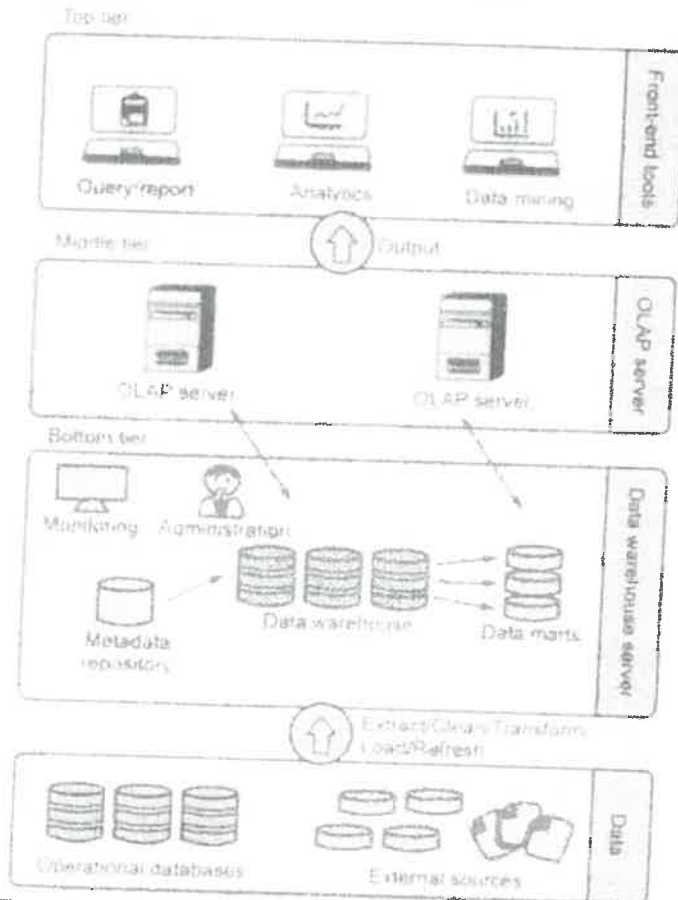 Top tier
Query/report
Analytics
Data mining
Front-end tools
Middle tier
Output
OLAP server
OLAP server
OLAP server
Bottom tier
Monitoring
Administration
Metadata
repository
Data warehouse
Data marts
Data warehouse server
Extract/Clean/Transform/
Load/Refresh
Operational databases
External sources
Data